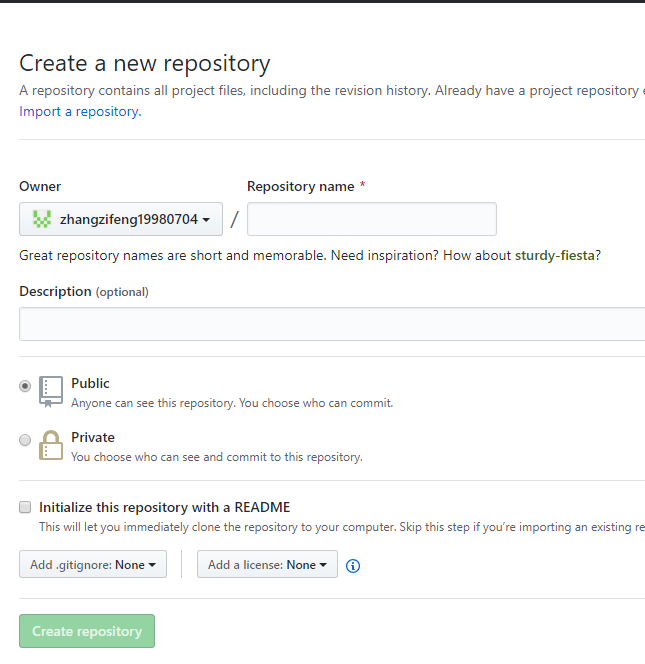 Create a new repository
A repository contains all project files, including the revision history. Already have a project repository
Import a repository.
Owner
Repository name *
zhangzifeng19980704
/
Great repository names are short and memorable. Need inspiration? How about sturdy-fiesta?
Description (optional)
Public
Anyone can see this repository. You choose who can commit.
Private
You choose who can see and commit to this repository.
Initialize this repository with a README
This will let you immediately clone the repository to your computer. Skip this step if you're importing an existing re
Add .gitignore: None
Add a license: None
Create repository